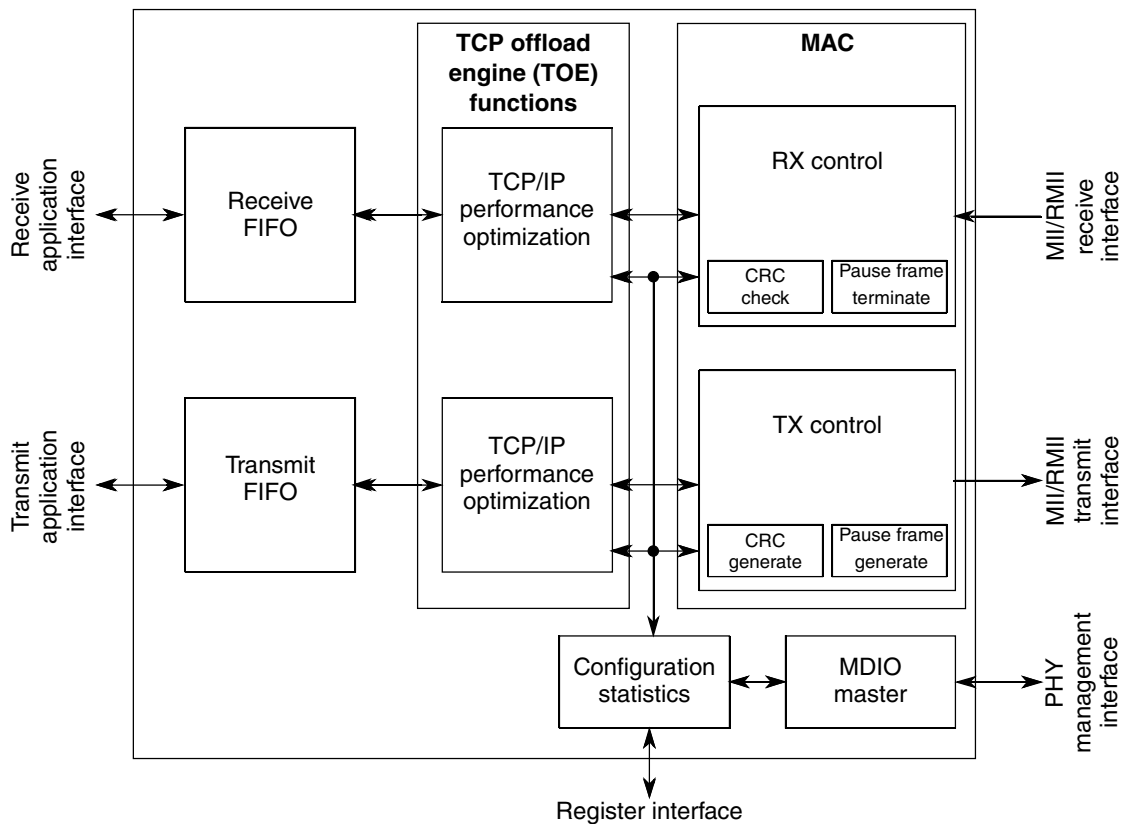 TCP offload
engine (TOE)
functions
MAC
Receive
application
interface
Receive
FIFO
TCP/IP
performance
optimization
RX control
CRC
check
Pause frame
terminate
MII/RMII
receive
interface
Transmit
application
interface
Transmit
FIFO
TCP/IP
performance
optimization
TX control
CRC
generate
Pause frame
generate
MII/RMII
transmit
interface
Configuration
statistics
MDIO
master
PHY
management
interface
Register interface